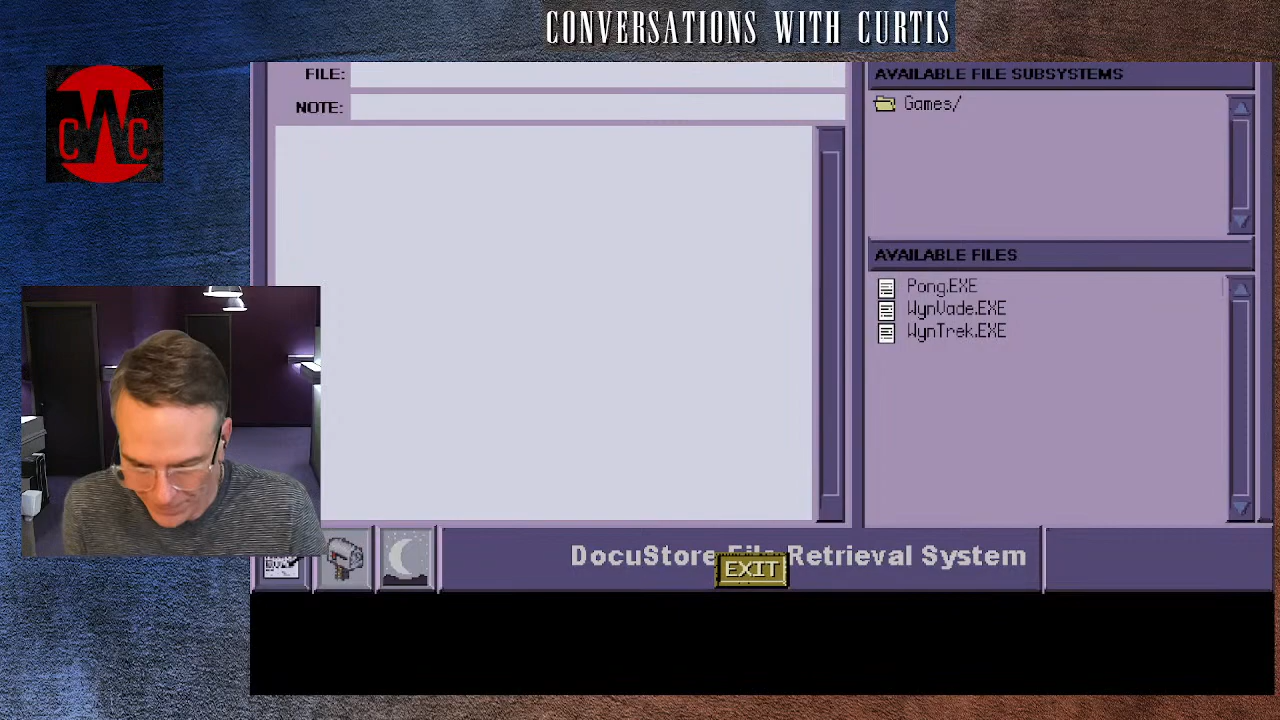 CONVERSATIONS WITH CURTIS
CWC
FILE:
NOTE:
AVAILABLE FILE SUBSYSTEMS
Games/
AVAILABLE FILES
Pong.EXE
WynVade.EXE
WynTrek.EXE
DocuStore File Retrieval System
EXIT